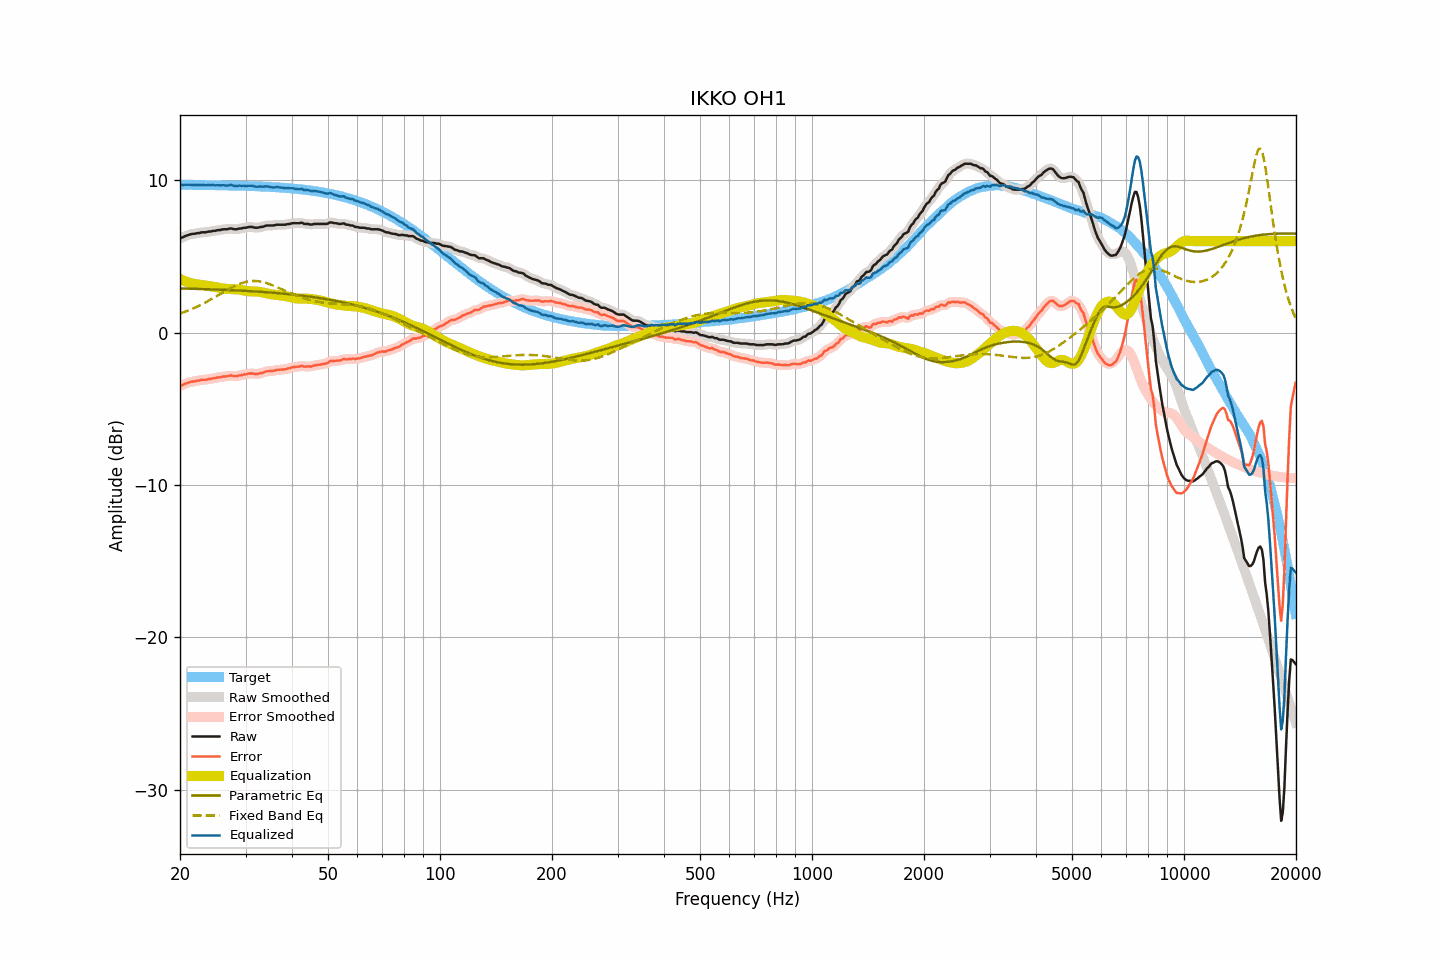 IKKO OH1
Amplitude (dBr)
10
0
−10
−20
−30
Target
Raw Smoothed
Error Smoothed
Raw
Error
Equalization
Parametric Eq
Fixed Band Eq
Equalized
20 50 100 200 500 1000 2000 5000 10000 20000
Frequency (Hz)